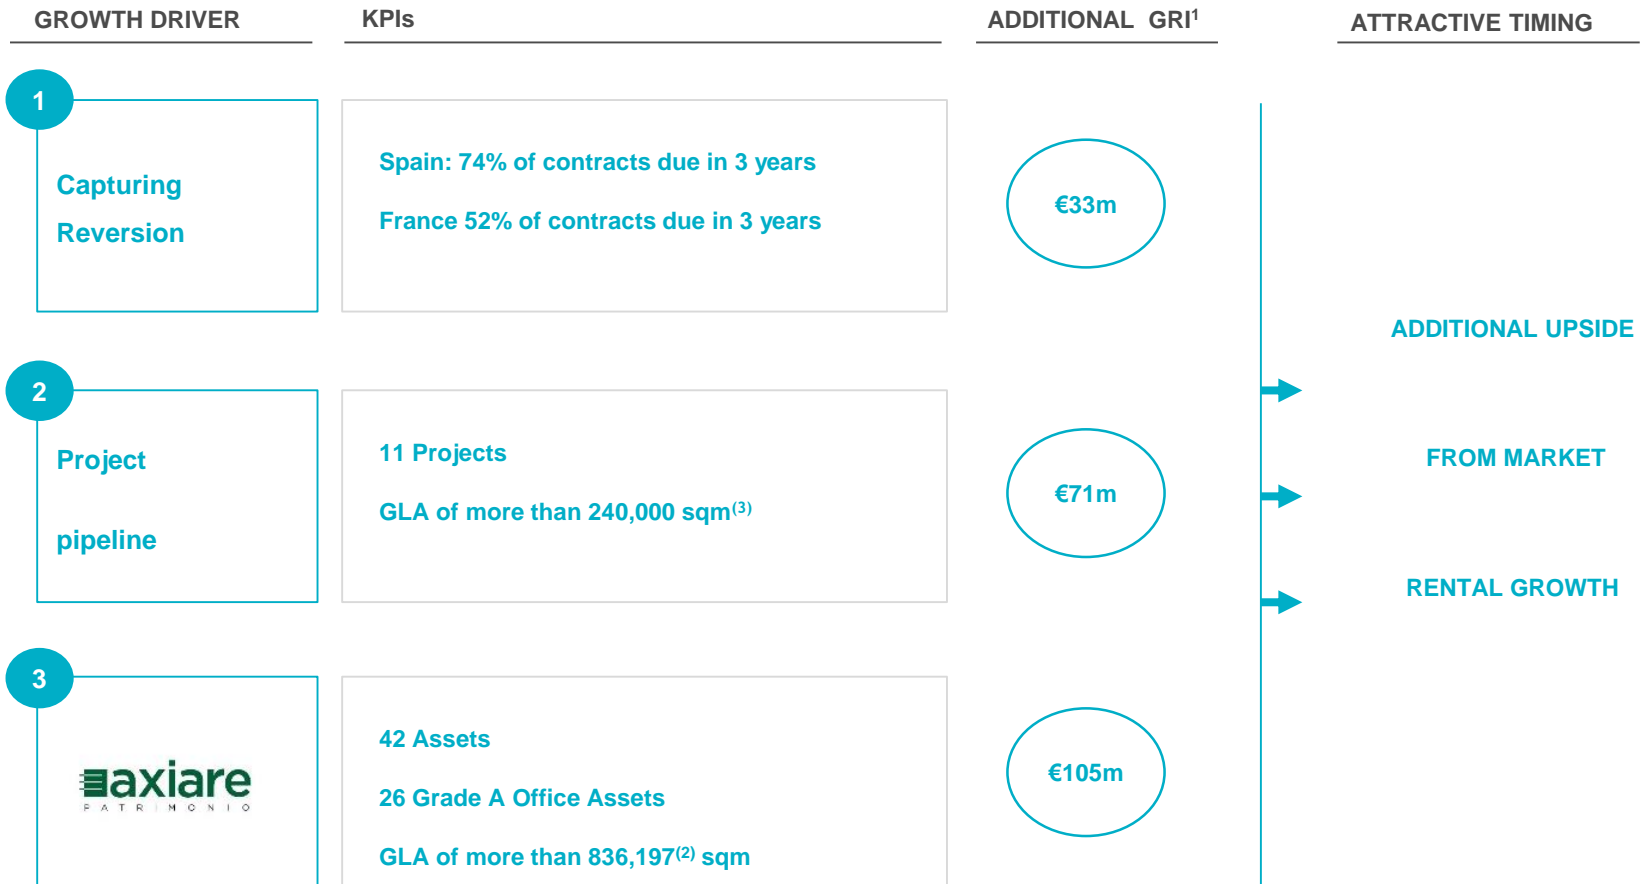 GROWTH DRIVER
KPIs
ADDITIONAL GRI¹
ATTRACTIVE TIMING
1
Capturing
Reversion
Spain: 74% of contracts due in 3 years
France 52% of contracts due in 3 years
€33m
2
Project
pipeline
11 Projects
GLA of more than 240,000 sqm⁽³⁾
€71m
3
axiare
PATRIMONIO
42 Assets
26 Grade A Office Assets
GLA of more than 836,197⁽²⁾ sqm
€105m
ADDITIONAL UPSIDE
FROM MARKET
RENTAL GROWTH